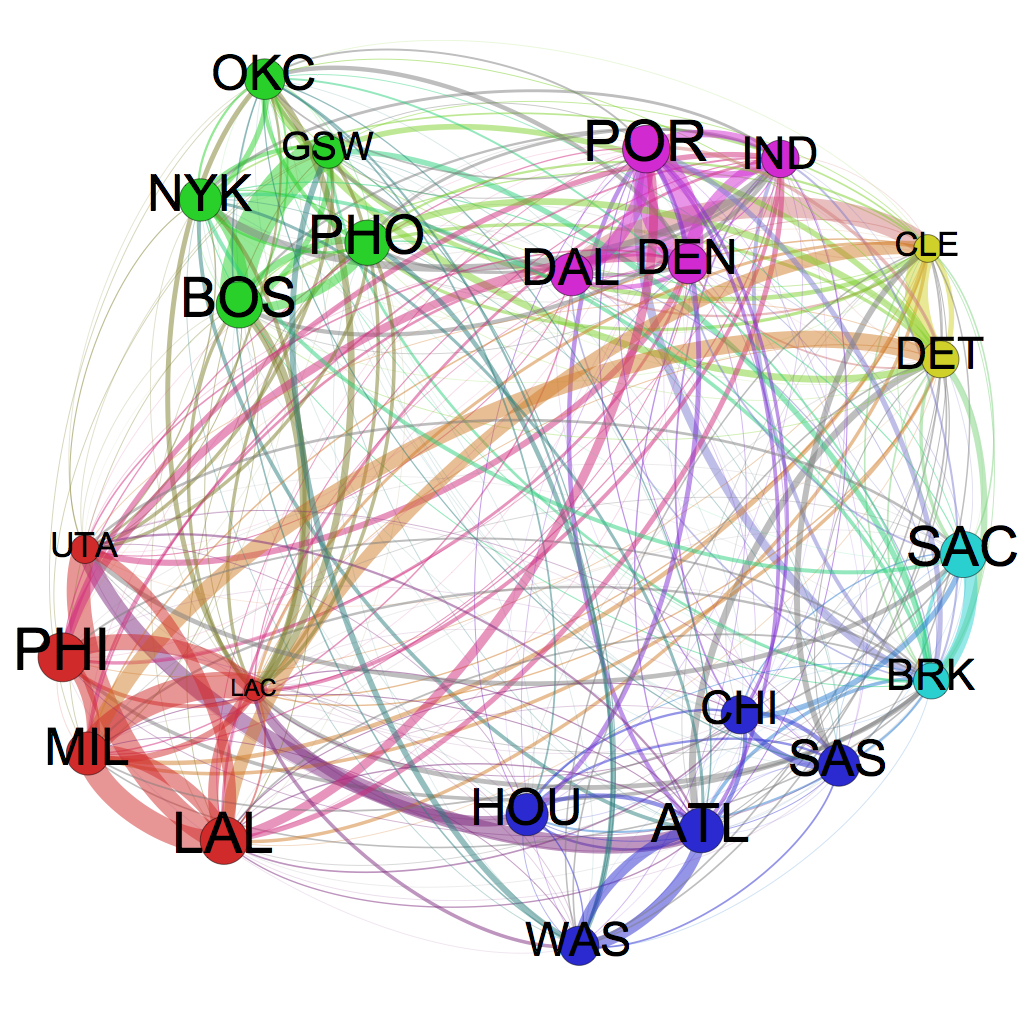 OKC
GSW
POR
IND
NYK
PHO
CLE
DAL
DEN
BOS
DET
UTA
SAC
PHI
LAC
BRK
CHI
MIL
SAS
HOU
ATL
LAL
WAS